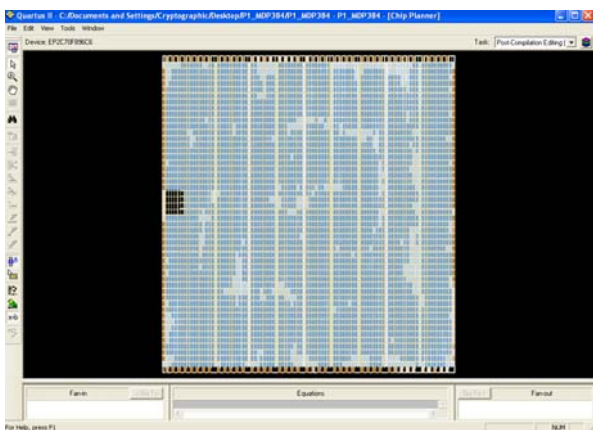 Quartus II - C:/Documents and Settings/Cryptographic/Desktop/P1_MDP384/P1_MDP384 - P1_MDP384 - [Chip Planner]
File Edit View Tools Window
Device: EP2C70F896C6
Task: Post-Compilation Editing (
Fan-in
Equations
Fan-out
For Help, press F1
NUM